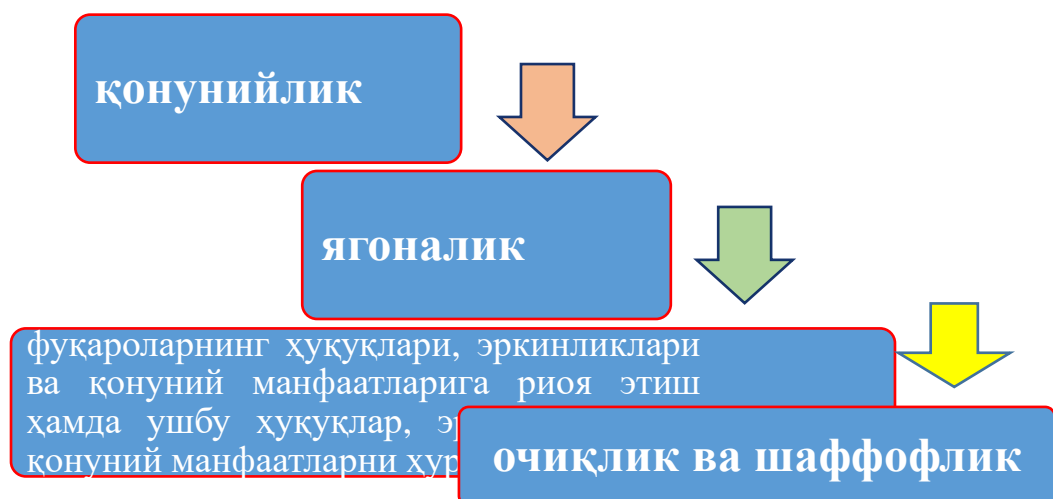 қонунийлик
ягоналик
фуқароларнинг ҳуқуқлари, эркинликлари
ва қонуний манфаатларига риоя этиш
ҳамда ушбу ҳуқуқлар,
қонуний манфаатларни
очиқлик ва шаффофлик